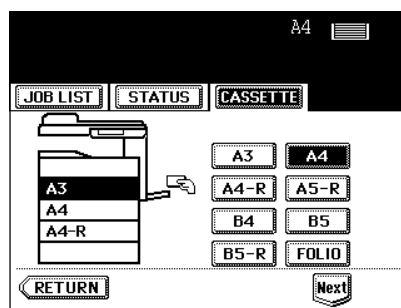 A4
JOB LIST STATUS CASSETTE
A3 A4
A3 A4-R A5-R
A4 B4 B5
A4-R
B5-R FOLIO
RETURN Next